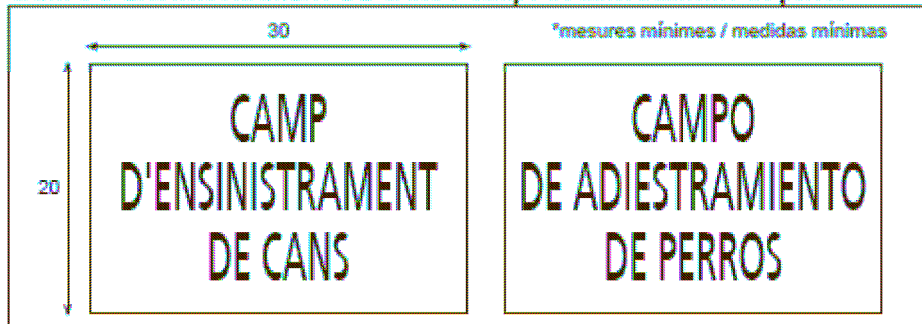 30
*mesures mínimes / medidas mínimas
20
CAMP
D'ENSINISTRAMENT
DE CANS
CAMPO
DE ADIESTRAMIENTO
DE PERROS